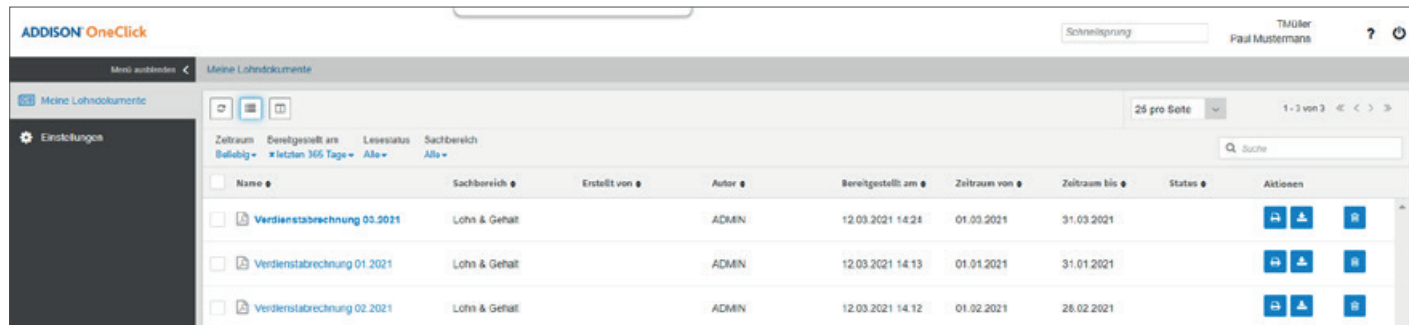 ADDISON OneClick
Schnellsprung
TMüller
Paul Mustermann
?
Menü ausblenden
Meine Lohndokumente
Meine Lohndokumente
25 pro Seite
1 - 3 von 3
Einstellungen
Zeitraum Bereitgestellt am Lesestatus Sachbereich
Beliebig letzten 365 Tage Alle Alle
Suche
Name Sachbereich Erstellt von Autor Bereitgestellt am Zeitraum von Zeitraum bis Status Aktionen
Verdienstabrechnung 03.2021 Lohn & Gehalt ADMIN 12.03.2021 14:24 01.03.2021 31.03.2021
Verdienstabrechnung 01.2021 Lohn & Gehalt ADMIN 12.03.2021 14:13 01.01.2021 31.01.2021
Verdienstabrechnung 02.2021 Lohn & Gehalt ADMIN 12.03.2021 14:12 01.02.2021 28.02.2021